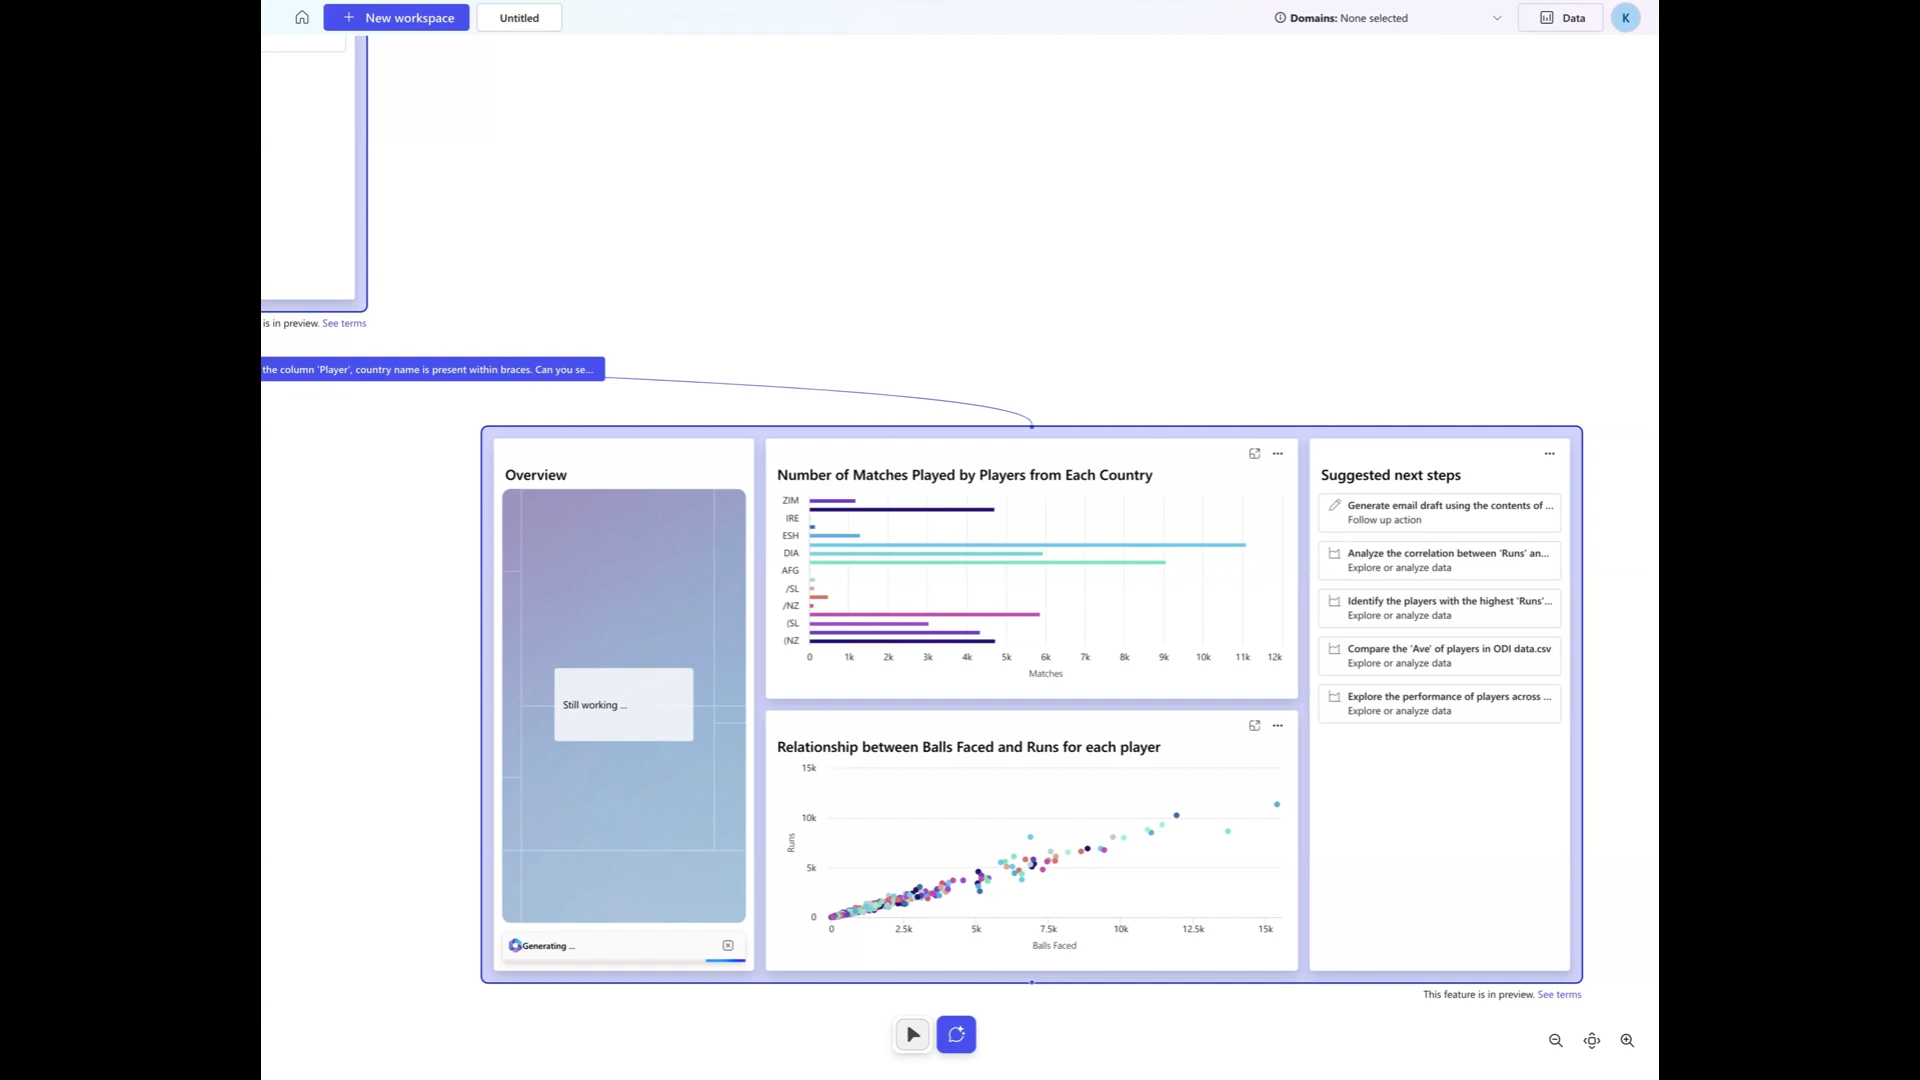 New workspace
Untitled
Domains: None selected
Data
K
is in preview. See terms
the column 'Player', country name is present within braces. Can you se...
Overview
Still working ...
Generating ...
Number of Matches Played by Players from Each Country
ZIM
IRE
ESH
DIA
AFG
/SL
/NZ
(SL
(NZ
0 1k 2k 3k 4k 5k 6k 7k 8k 9k 10k 11k 12k
Matches
Relationship between Balls Faced and Runs for each player
15k
10k
5k
0
Runs
0 2.5k 5k 7.5k 10k 12.5k 15k
Balls Faced
Suggested next steps
Generate email draft using the contents of ...
Follow up action
Analyze the correlation between 'Runs' an...
Explore or analyze data
Identify the players with the highest 'Runs'...
Explore or analyze data
Compare the 'Ave' of players in ODI data.csv
Explore or analyze data
Explore the performance of players across ...
Explore or analyze data
This feature is in preview. See terms